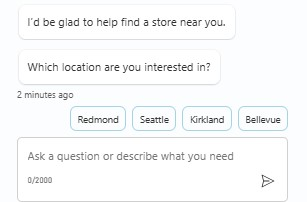 I'd be glad to help find a store near you.
Which location are you interested in?
2 minutes ago
Redmond Seattle Kirkland Bellevue
Ask a question or describe what you need
0/2000